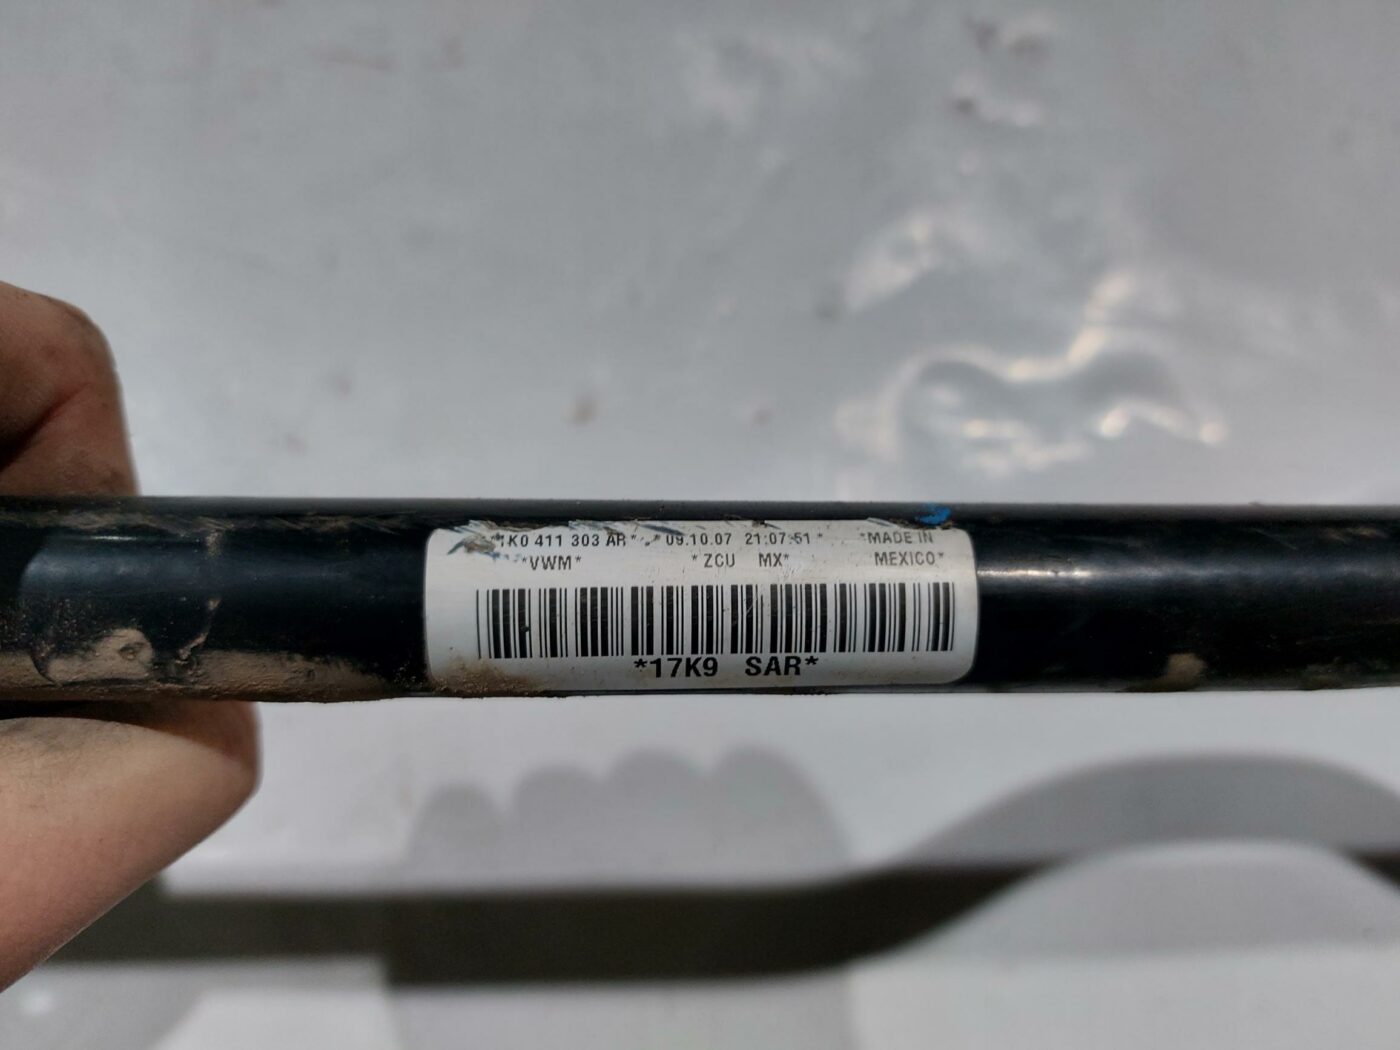 *1K0 411 303 AR* * 09.10.07 21:07:51 * *MADE IN
*VWM* *ZCU MX* MEXICO*
*17K9 SAR*